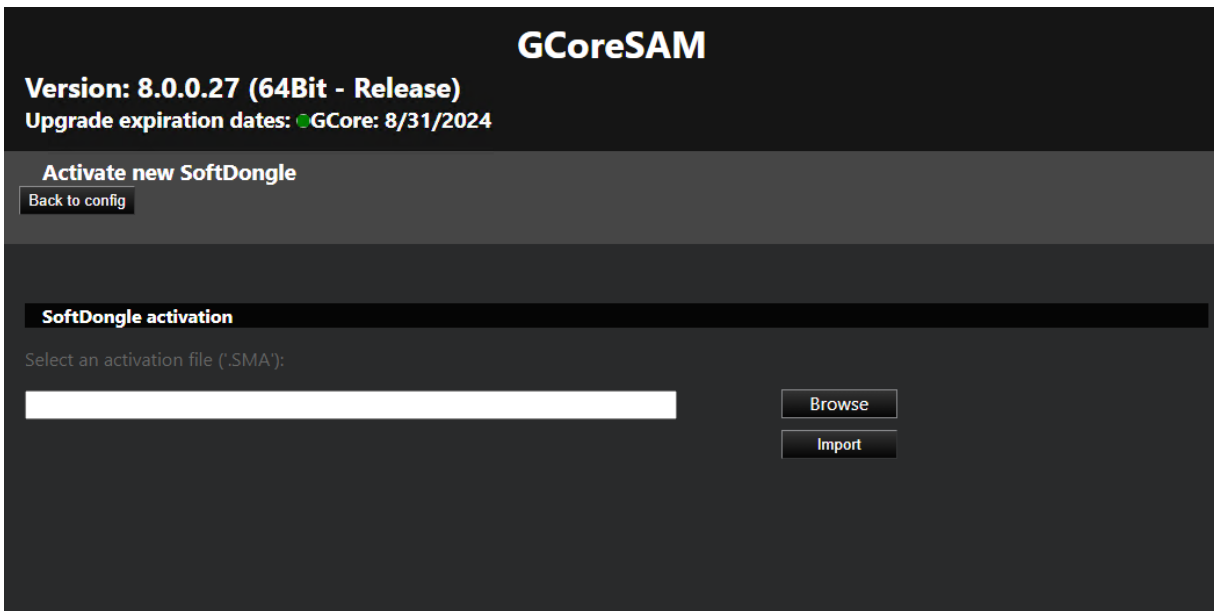 GCoreSAM
Version: 8.0.0.27 (64Bit - Release)
Upgrade expiration dates: GCore: 8/31/2024
Activate new SoftDongle
Back to config
SoftDongle activation
Select an activation file ('.SMA'):
Browse
Import